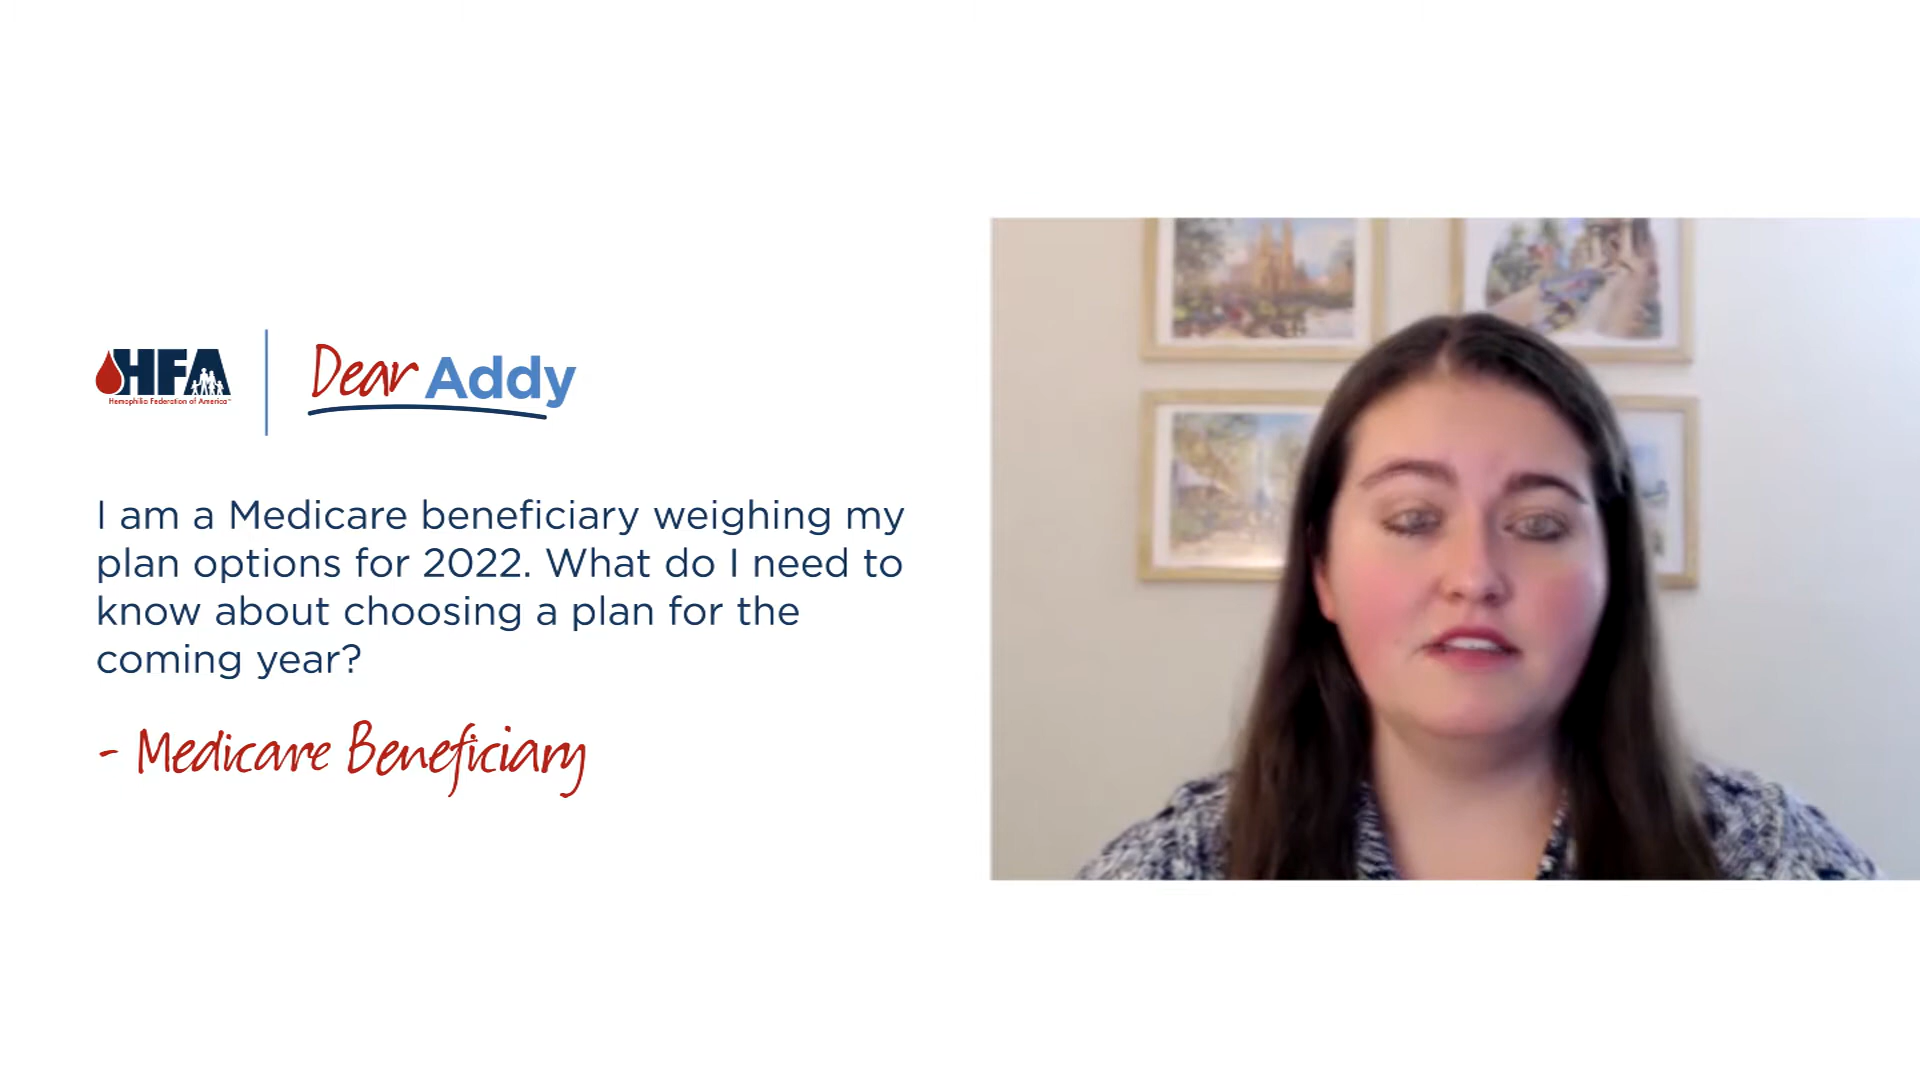 HFA
Hemophilia Federation of America
Dear Addy
I am a Medicare beneficiary weighing my
plan options for 2022. What do I need to
know about choosing a plan for the
coming year?
- Medicare Beneficiary